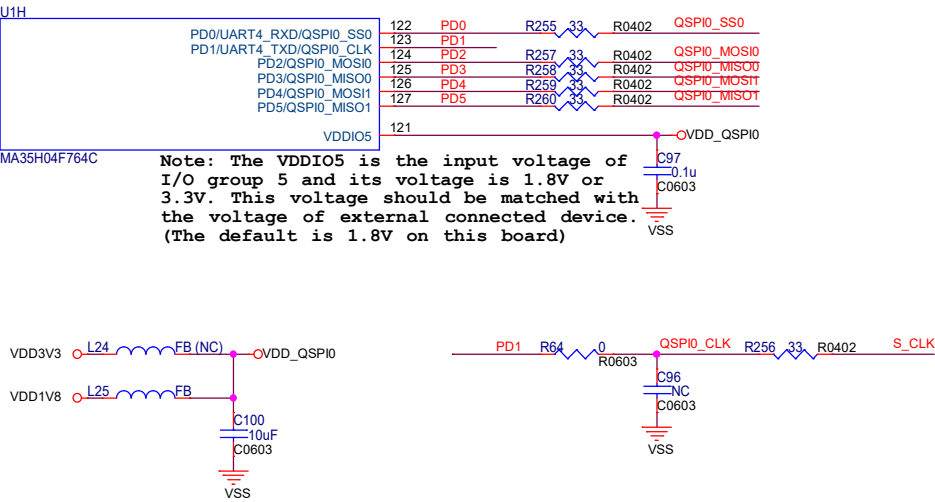 U1H
PD0/UART4_RXD/QSPI0_SS0 122 PD0 R255 33 R0402 QSPI0_SS0
PD1/UART4_TXD/QSPI0_CLK 123 PD1
PD2/QSPI0_MOSI0 124 PD2 R257 33 R0402 QSPI0_MOSI0
PD3/QSPI0_MISO0 125 PD3 R258 33 R0402 QSPI0_MISO0
PD4/QSPI0_MOSI1 126 PD4 R259 33 R0402 QSPI0_MOSI1
PD5/QSPI0_MISO1 127 PD5 R260 33 R0402 QSPI0_MISO1
VDDIO5 121 VDD_QSPI0
MA35H04F764C
C97
0.1u
C0603
VSS
Note: The VDDIO5 is the input voltage of
I/O group 5 and its voltage is 1.8V or
3.3V. This voltage should be matched with
the voltage of external connected device.
(The default is 1.8V on this board)
VDD3V3 L24 FB (NC) VDD_QSPI0
VDD1V8 L25 FB
C100
10uF
C0603
VSS
PD1 R64 0 R0603 QSPI0_CLK R256 33 R0402 S_CLK
C96
NC
C0603
VSS